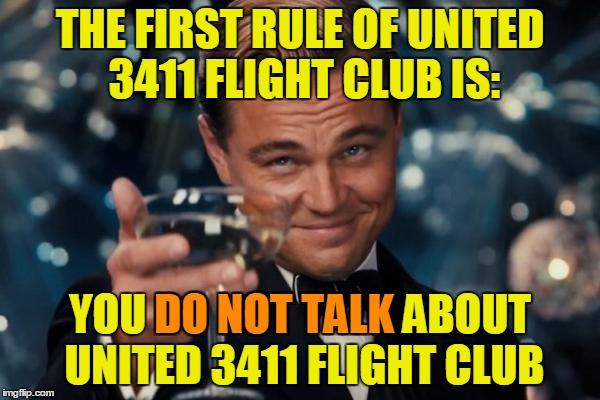 THE FIRST RULE OF UNITED
3411 FLIGHT CLUB IS:
YOU DO NOT TALK ABOUT
UNITED 3411 FLIGHT CLUB
imgflip.com